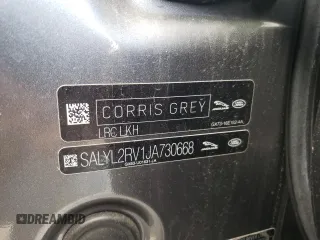 CORRIS GREY
LRC LKH
SALYL2RV1JA730668
DREAMBID